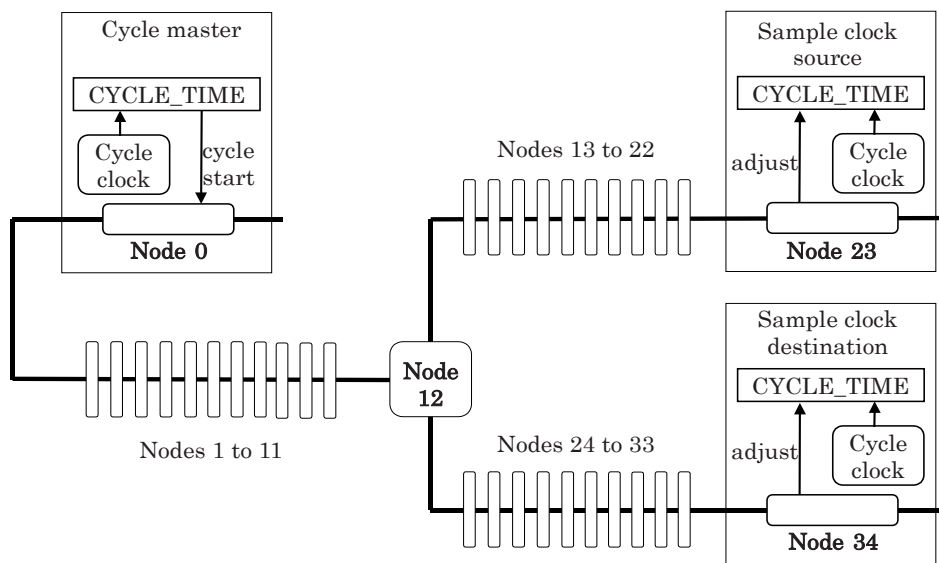 Cycle master
CYCLE_TIME
Cycle
clock
cycle
start
Node 0
Nodes 1 to 11
Node
12
Nodes 13 to 22
Sample clock
source
CYCLE_TIME
adjust
Cycle
clock
Node 23
Nodes 24 to 33
Sample clock
destination
CYCLE_TIME
adjust
Cycle
clock
Node 34